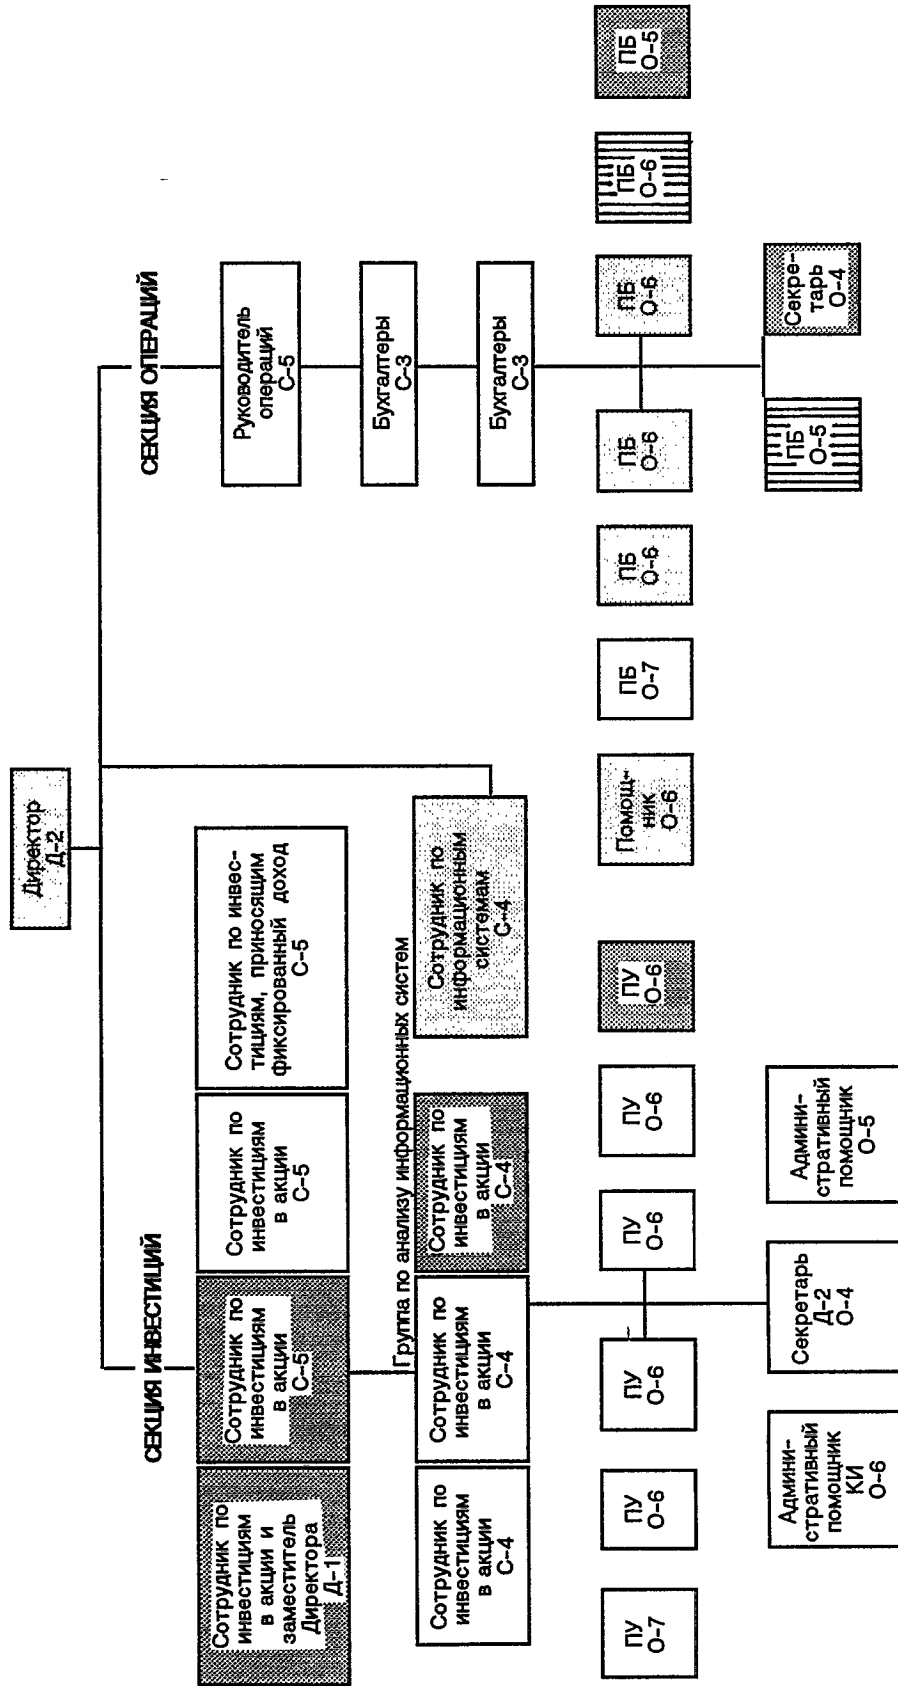 Директор
Д-2
СЕКЦИЯ ИНВЕСТИЦИЙ
СЕКЦИЯ ОПЕРАЦИЙ
Сотрудник по
инвестициям
в акции и
заместитель
Директора
Д-1
Сотрудник по
инвестициям
в акции
С-5
Сотрудник по
инвестициям
в акции
С-5
Сотрудник по инвес-
тициям, приносящим
фиксированный доход
С-5
Руководитель
операций
С-5
Бухгалтеры
С-3
Группа по анализу информационных систем
Сотрудник по
инвестициям
в акции
С-4
Сотрудник по
инвестициям
в акции
С-4
Сотрудник по
инвестициям
в акции
С-4
Сотрудник по
информационным
системам
С-4
Бухгалтеры
С-3
ПУ
О-7
ПУ
О-6
ПУ
О-6
ПУ
О-6
ПУ
О-6
ПУ
О-6
Помощ-
ник
О-6
ПБ
О-7
ПБ
О-6
ПБ
О-6
ПБ
О-6
ПБ
О-6
ПБ
О-5
Админи-
стративный
помощник
КИ
О-6
Секретарь
Д-2
О-4
Админи-
стративный
помощник
О-5
ПБ
О-5
Секре-
тарь
О-4